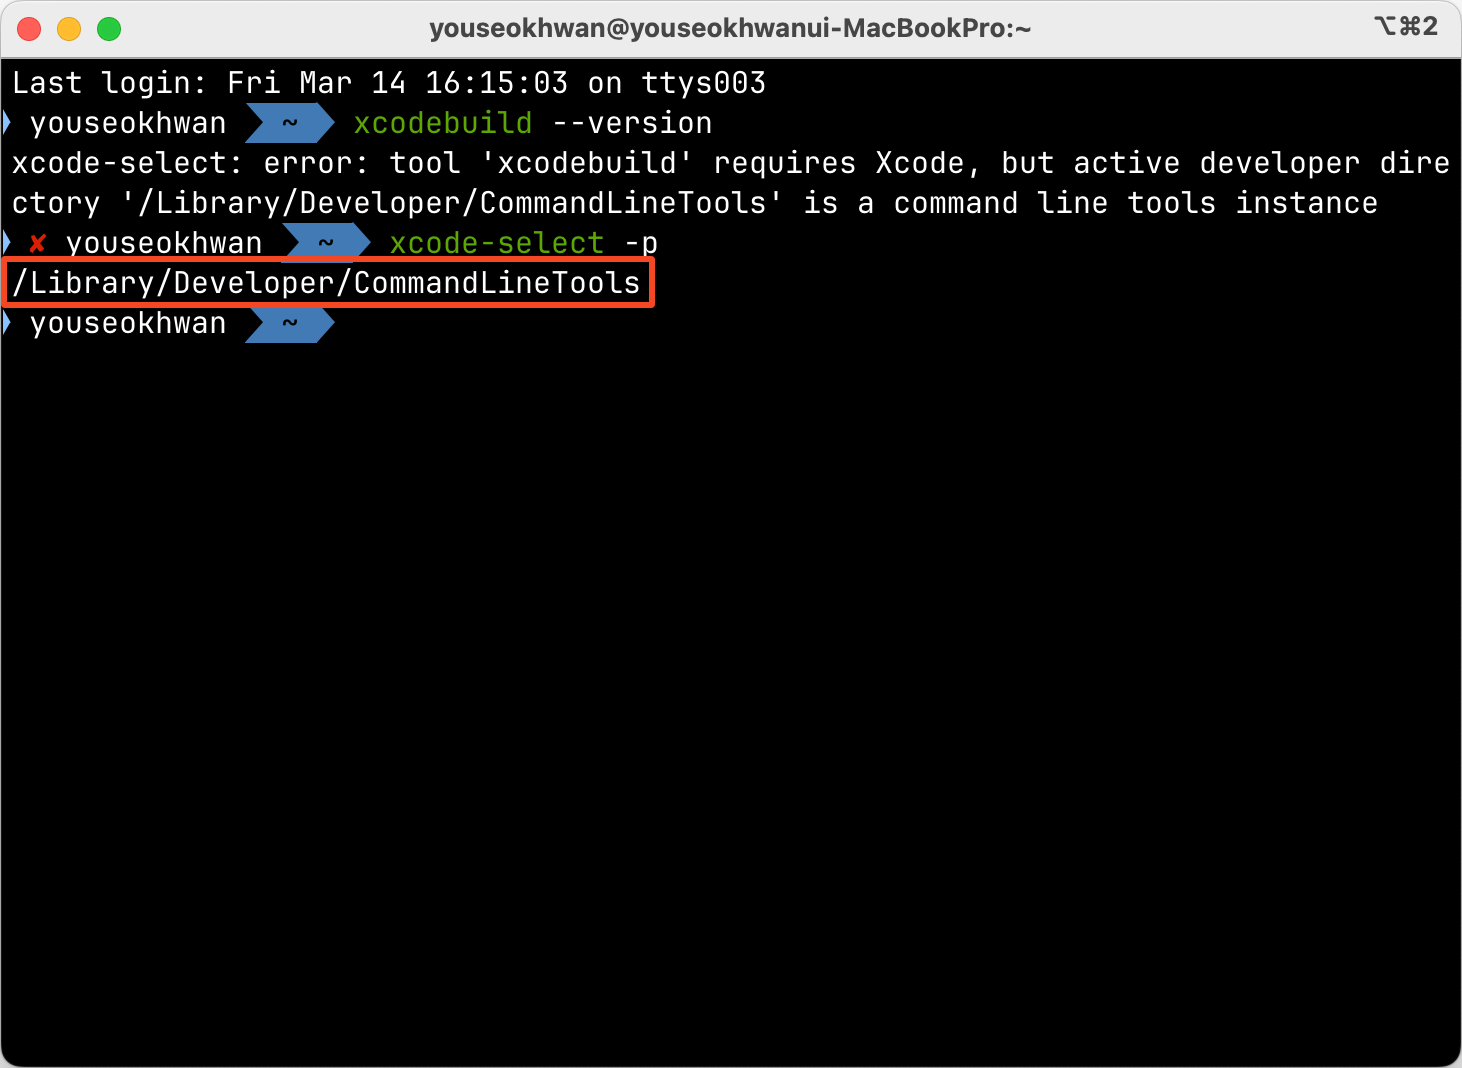 youseokhwan@youseokhwanui-MacBookPro:~ ⌥⌘2
Last login: Fri Mar 14 16:15:03 on ttys003
youseokhwan ~ xcodebuild --version
xcode-select: error: tool 'xcodebuild' requires Xcode, but active developer dire
ctory '/Library/Developer/CommandLineTools' is a command line tools instance
✘ youseokhwan ~ xcode-select -p
/Library/Developer/CommandLineTools
youseokhwan ~